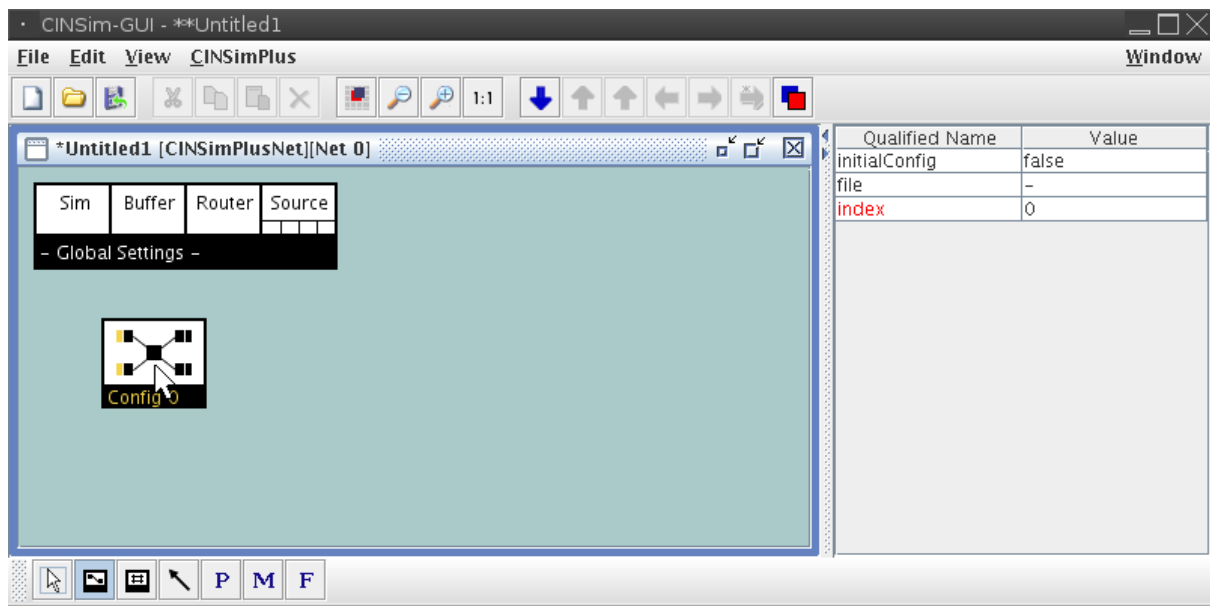 CINSim-GUI - **Untitled1
File Edit View CINSimPlus Window
1:1
*Untitled1 [CINSimPlusNet][Net 0]
Sim Buffer Router Source
- Global Settings -
Config 0
Qualified Name Value
initialConfig false
file -
index 0
P M F